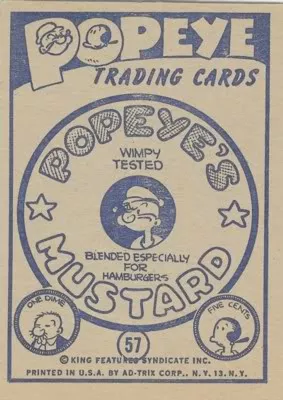 POPEYE
TRADING CARDS
POPEYE'S
WIMPY
TESTED
BLENDED ESPECIALLY
FOR
HAMBURGERS
MUSTARD
ONE DIME
FIVE CENTS
57
© KING FEATURES SYNDICATE INC.
PRINTED IN U.S.A. BY AD-TRIX CORP., N.Y. 13, N.Y.